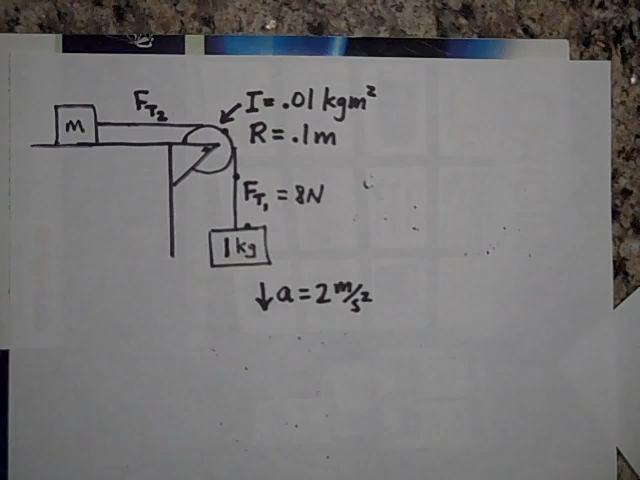 F_T₂
I = .01 kgm²
R = .1m
m
F_T₁ = 8N
1kg
↓ a = 2 m/s²